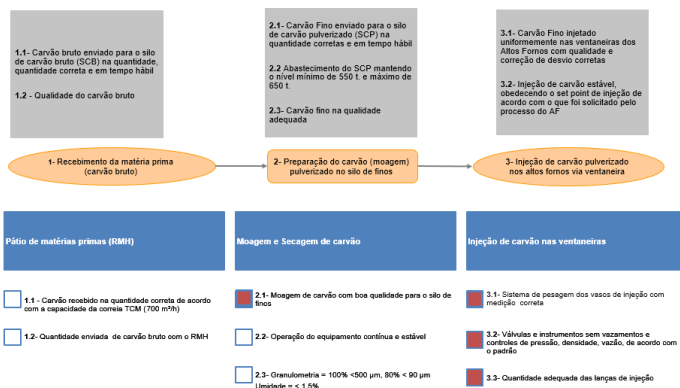 1.1- Carvão bruto enviado para o silo
de carvão bruto (SCB) na quantidade,
quantidade correta e em tempo hábil
1.2 - Qualidade do carvão bruto
2.1- Carvão Fino enviado para o silo
de carvão pulverizado (SCP) na
quantidade corretas e em tempo hábil
2.2 Abastecimento do SCP mantendo
o nível mínimo de 550 t. e máximo de
650 t.
2.3- Carvão fino na qualidade
adequada
3.1- Carvão Fino injetado
uniformemente nas ventaneiras dos
Altos Fornos com qualidade e
correção de desvio corretas
3.2- Injeção de carvão estável,
obedecendo o set point de injeção de
acordo com o que foi solicitado pelo
processo do AF
1- Recebimento da matéria prima
(carvão bruto)
2- Preparação do carvão (moagem)
pulverizado no silo de finos
3- Injeção de carvão pulverizado
nos altos fornos via ventaneira
Pátio de matérias primas (RMH)
Moagem e Secagem de carvão
Injeção de carvão nas ventaneiras
1.1 - Carvão recebido na quantidade correta de acordo
com a capacidade da correia TCM (700 m³/h)
1.2- Quantidade enviada de carvão bruto com o RMH
2.1- Moagem de carvão com boa qualidade para o silo de
finos
2.2- Operação do equipamento contínua e estável
2.3- Granulometria = 100% <500 µm, 80% < 90 µm
Umidade = < 1,5%
3.1- Sistema de pesagem dos vasos de injeção com
medição correta
3.2- Válvulas e instrumentos sem vazamentos e
controles de pressão, densidade, vazão, de acordo com
o padrão
3.3- Quantidade adequada das lanças de injeção